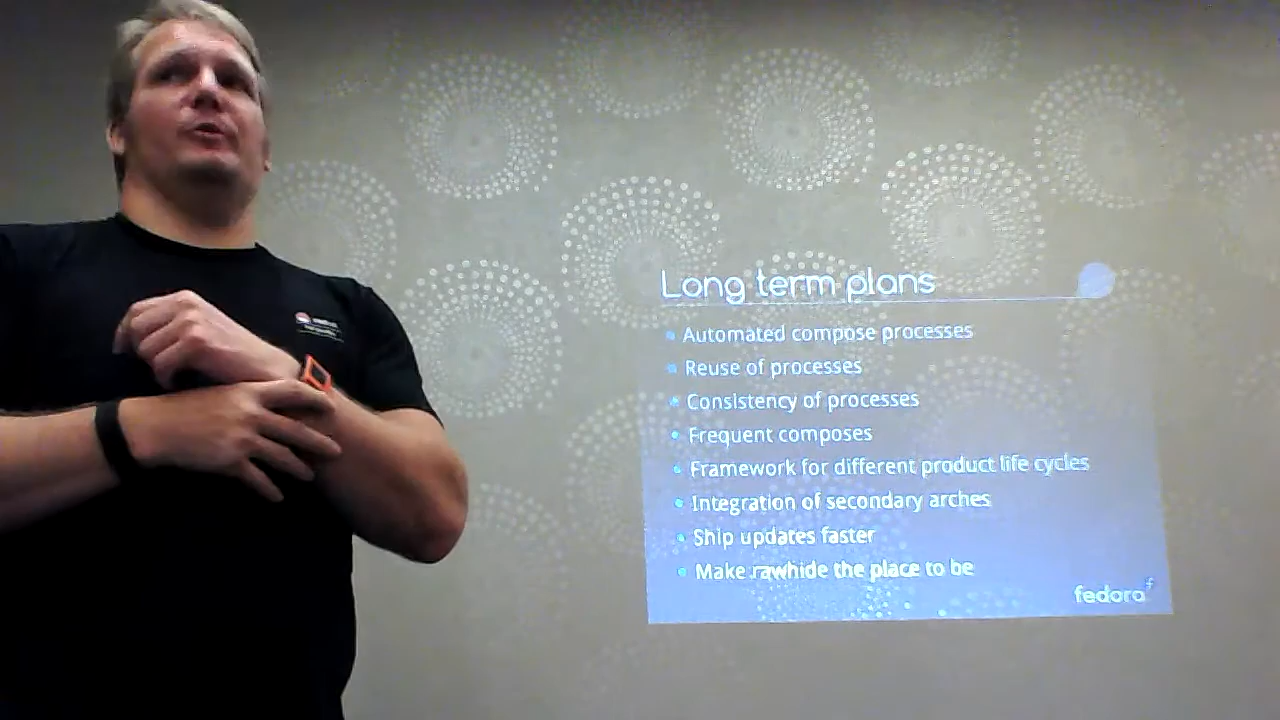 Long term plans
Automated compose processes
Reuse of processes
Consistency of processes
Frequent composes
Framework for different product life cycles
Integration of secondary arches
Ship updates faster
Make rawhide the place to be
fedora